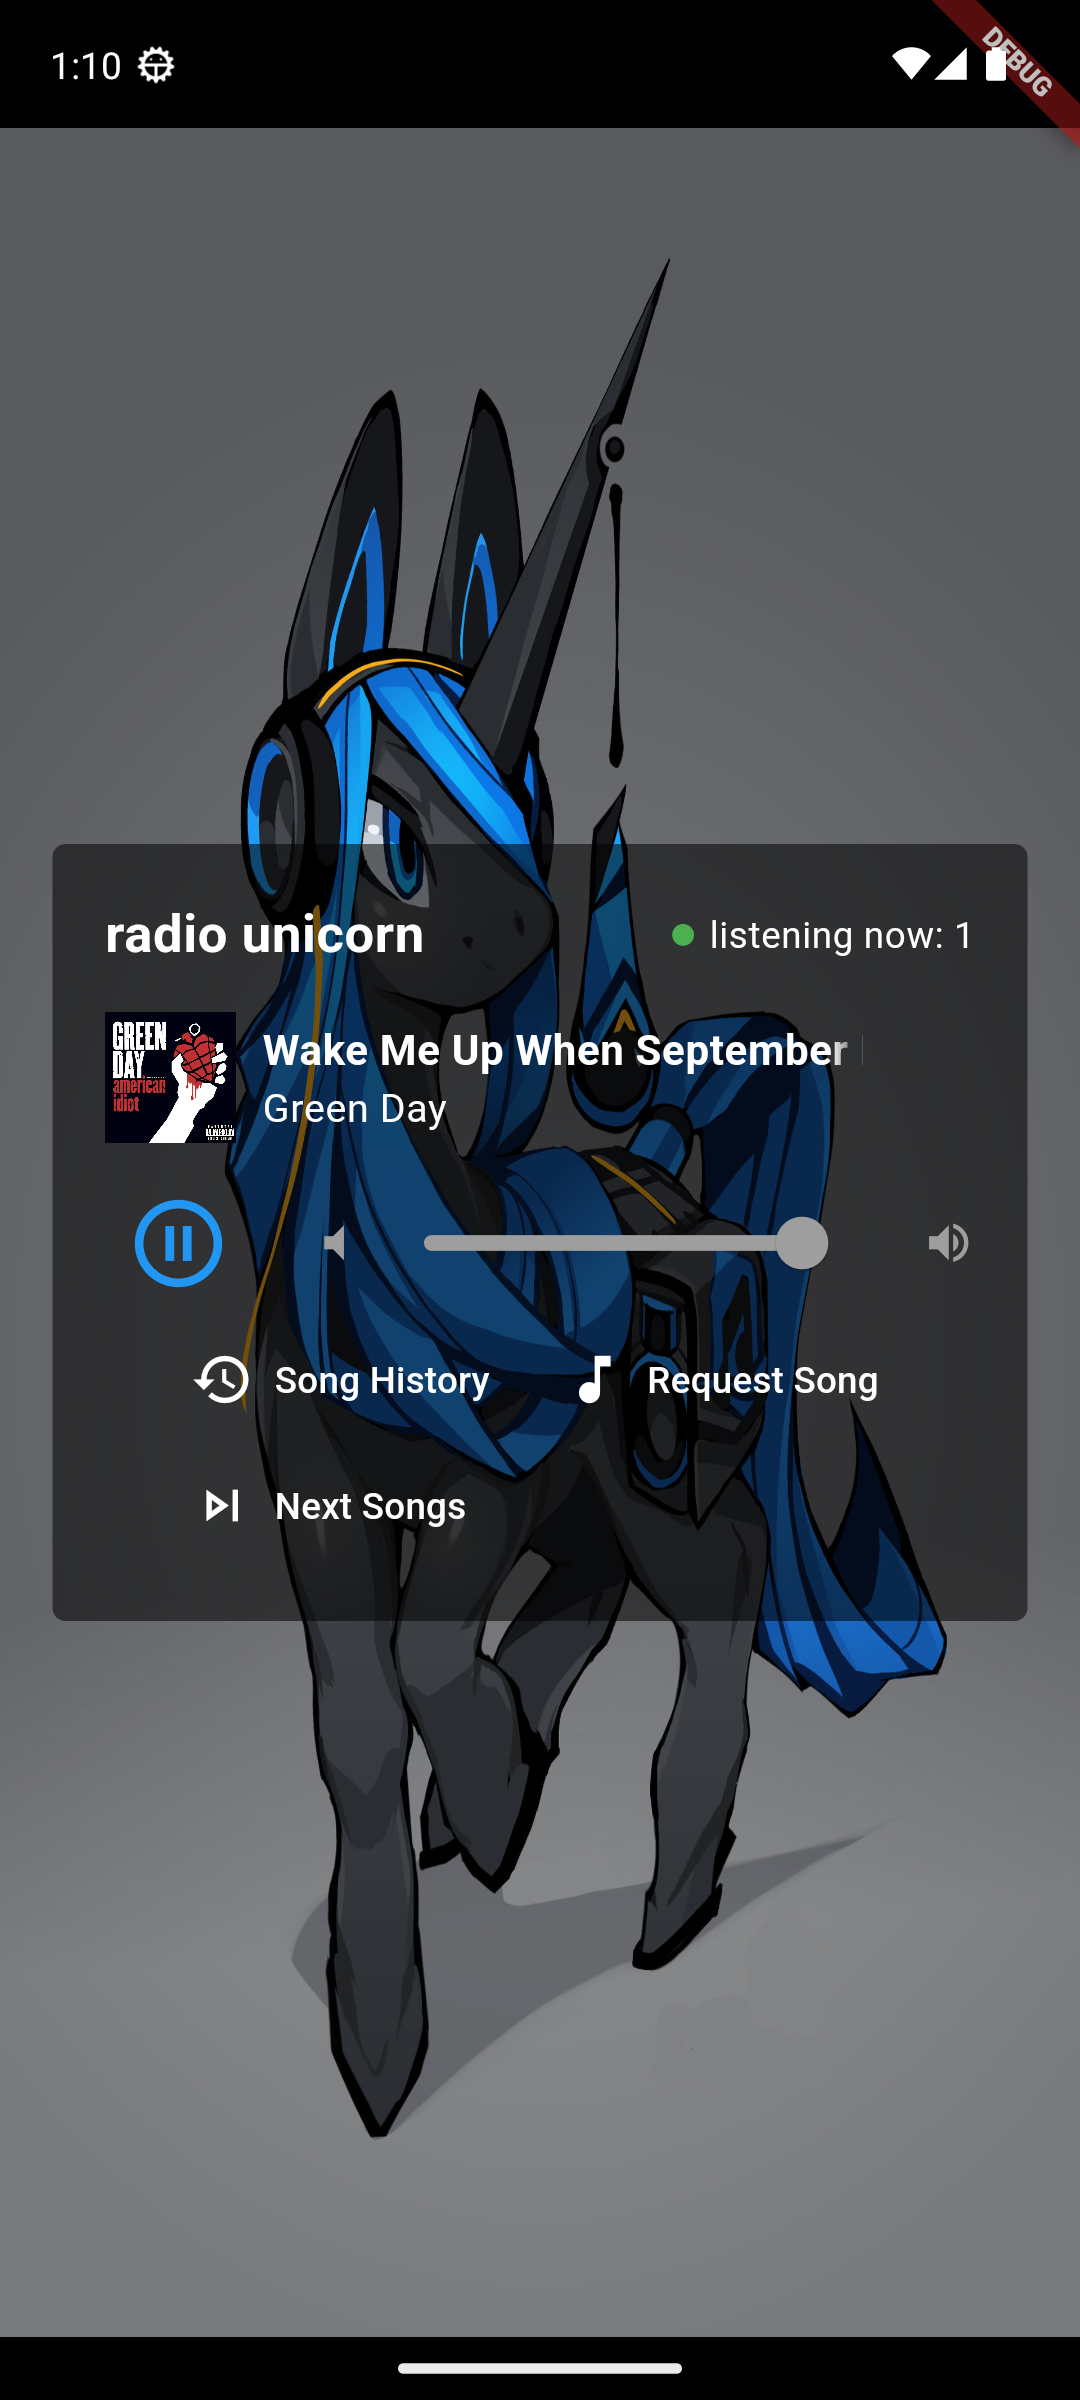 1:10
DEBUG
radio unicorn
listening now: 1
GREEN
DAY
american
idiot
Wake Me Up When September
Green Day
Song History
Request Song
Next Songs